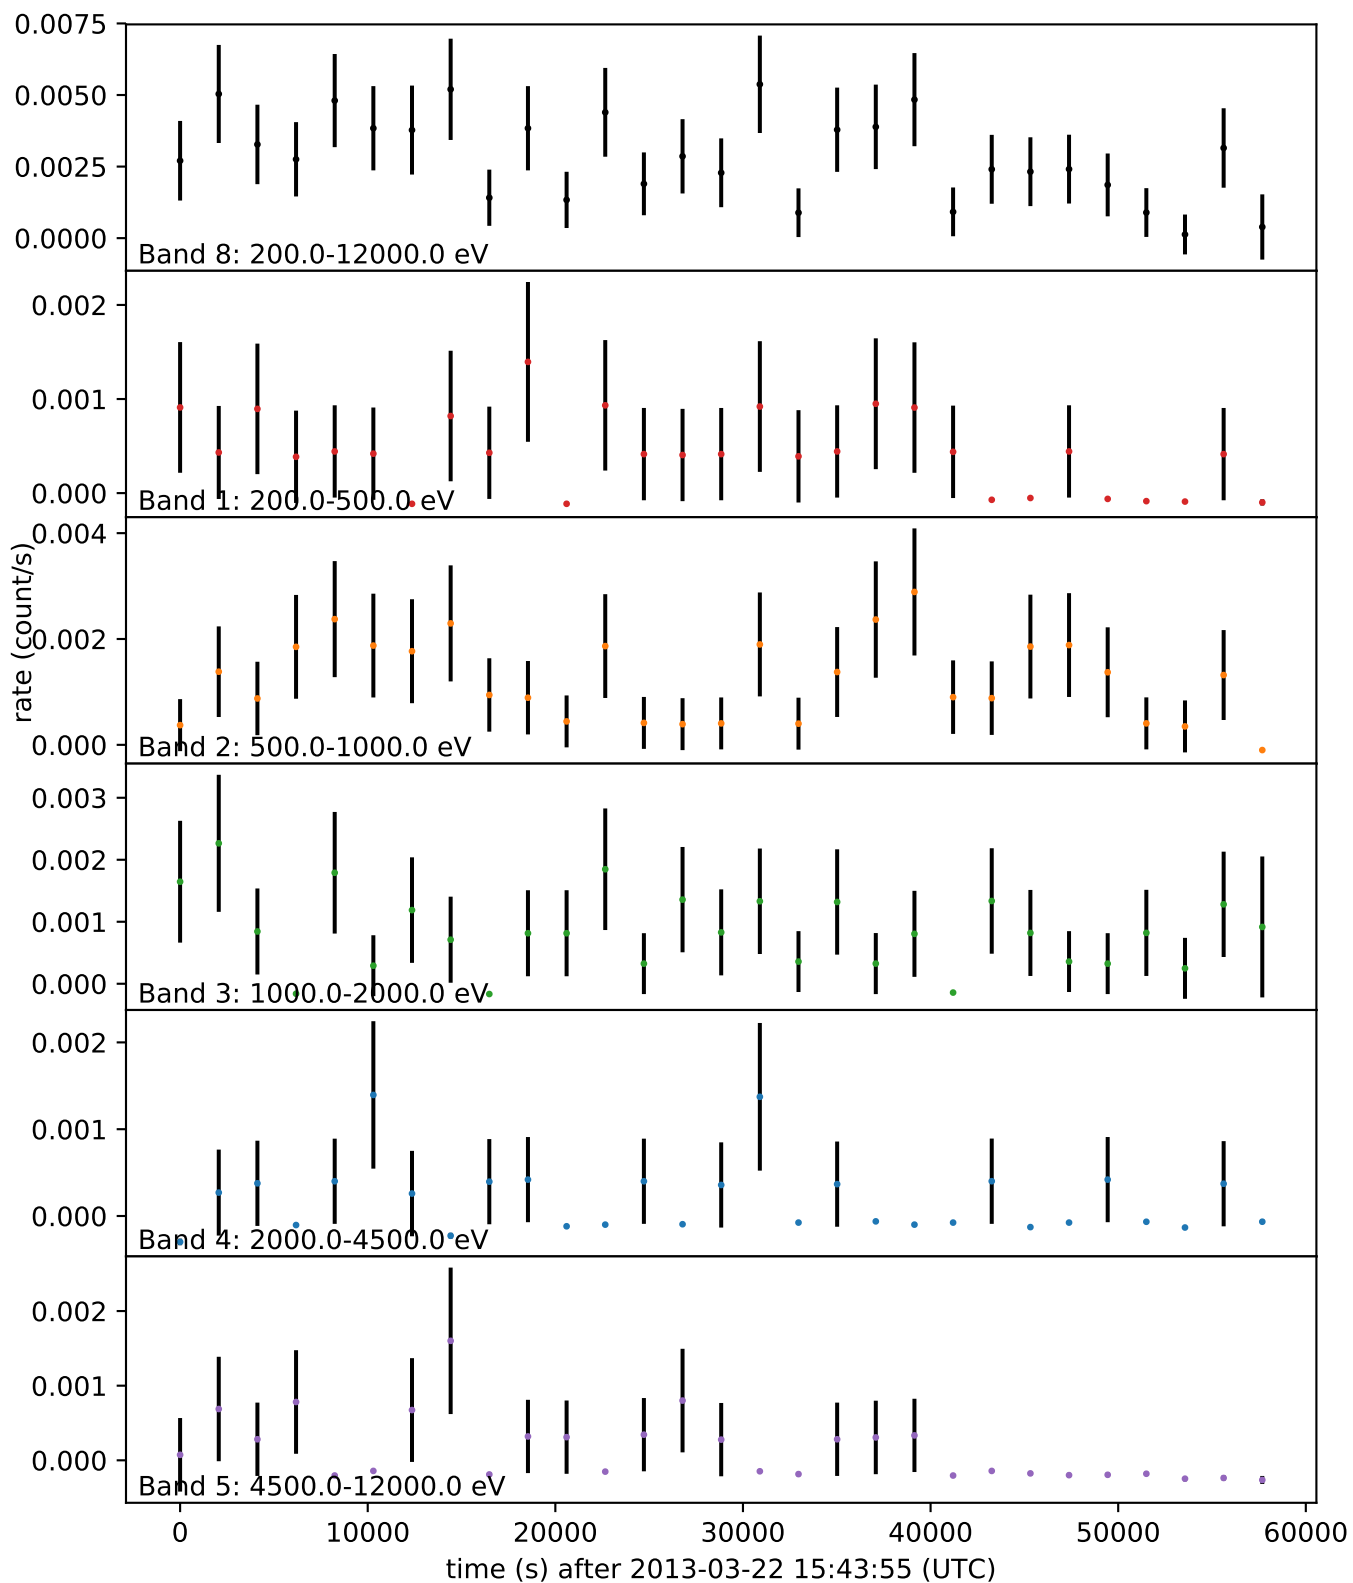 0.0075
0.0050
0.0025
0.0000
Band 8: 200.0-12000.0 eV
0.002
0.001
0.000
Band 1: 200.0-500.0 eV
rate (count/s)
0.004
0.002
0.000
Band 2: 500.0-1000.0 eV
0.003
0.002
0.001
0.000
Band 3: 1000.0-2000.0 eV
0.002
0.001
0.000
Band 4: 2000.0-4500.0 eV
0.002
0.001
0.000
Band 5: 4500.0-12000.0 eV
0 10000 20000 30000 40000 50000 60000
time (s) after 2013-03-22 15:43:55 (UTC)